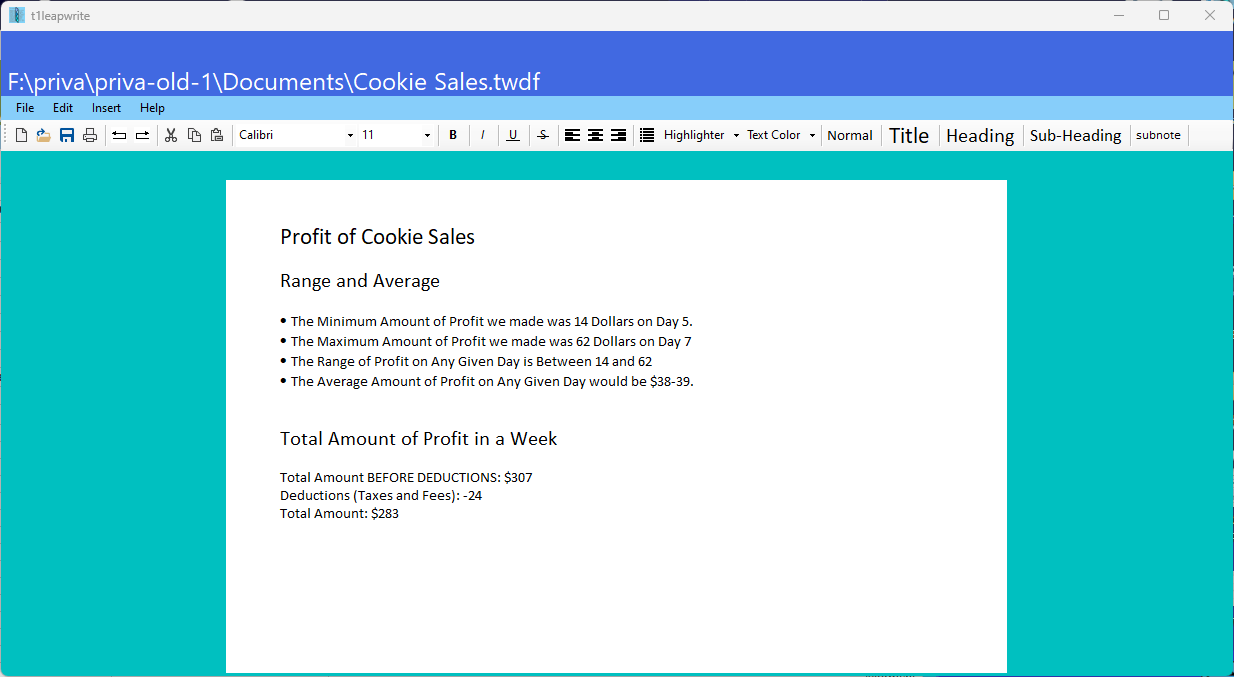 t1leapwrite
F:\priva\priva-old-1\Documents\Cookie Sales.twdf
File Edit Insert Help
Calibri 11 B I U S Highlighter Text Color Normal Title Heading Sub-Heading subnote
Profit of Cookie Sales
Range and Average
• The Minimum Amount of Profit we made was 14 Dollars on Day 5.
• The Maximum Amount of Profit we made was 62 Dollars on Day 7
• The Range of Profit on Any Given Day is Between 14 and 62
• The Average Amount of Profit on Any Given Day would be $38-39.
Total Amount of Profit in a Week
Total Amount BEFORE DEDUCTIONS: $307
Deductions (Taxes and Fees): -24
Total Amount: $283